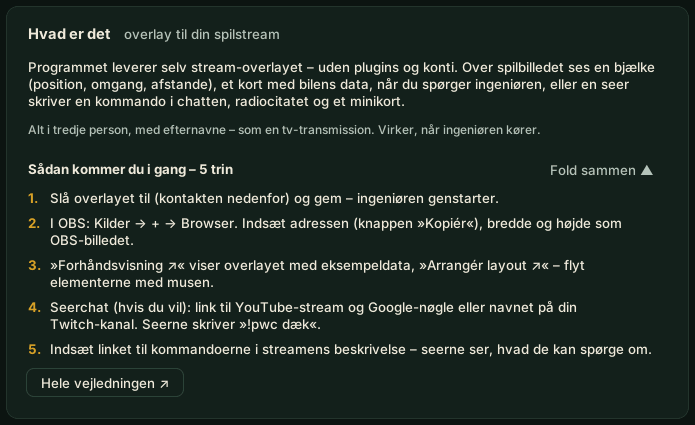 Hvad er det overlay til din spilstream
Programmet leverer selv stream-overlayet – uden plugins og konti. Over spilbilledet ses en bjælke
(position, omgang, afstande), et kort med bilens data, når du spørger ingeniøren, eller en seer
skriver en kommando i chatten, radiocitatet og et minikort.
Alt i tredje person, med efternavne – som en tv-transmission. Virker, når ingeniøren kører.
Sådan kommer du i gang – 5 trin Fold sammen ▲
1. Slå overlayet til (kontakten nedenfor) og gem – ingeniøren genstarter.
2. I OBS: Kilder → + → Browser. Indsæt adressen (knappen »Kopiér«), bredde og højde som
OBS-billedet.
3. »Forhåndsvisning ↗« viser overlayet med eksempeldata, »Arrangér layout ↗« – flyt
elementerne med musen.
4. Seerchat (hvis du vil): link til YouTube-stream og Google-nøgle eller navnet på din
Twitch-kanal. Seerne skriver »!pwc dæk«.
5. Indsæt linket til kommandoerne i streamens beskrivelse – seerne ser, hvad de kan spørge om.
Hele vejledningen ↗